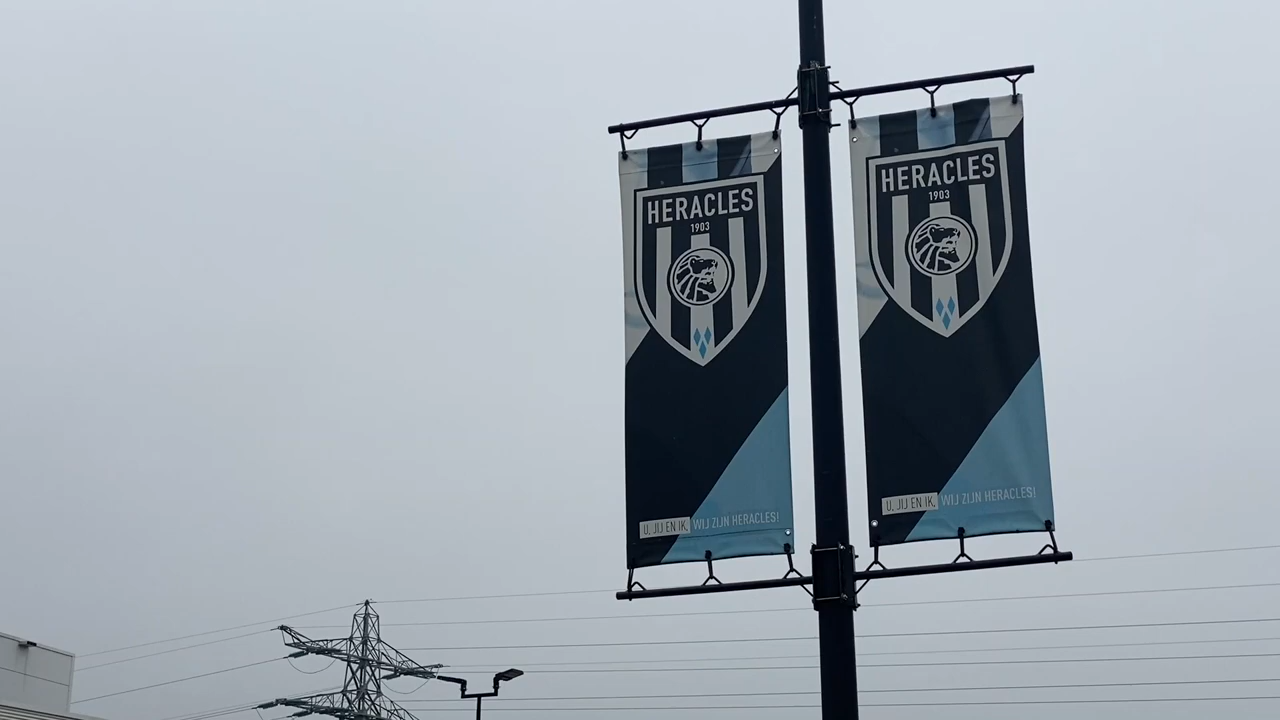 HERACLES
1903
U, JIJ EN IK, WIJ ZIJN HERACLES!
HERACLES
1903
U, JIJ EN IK, WIJ ZIJN HERACLES!